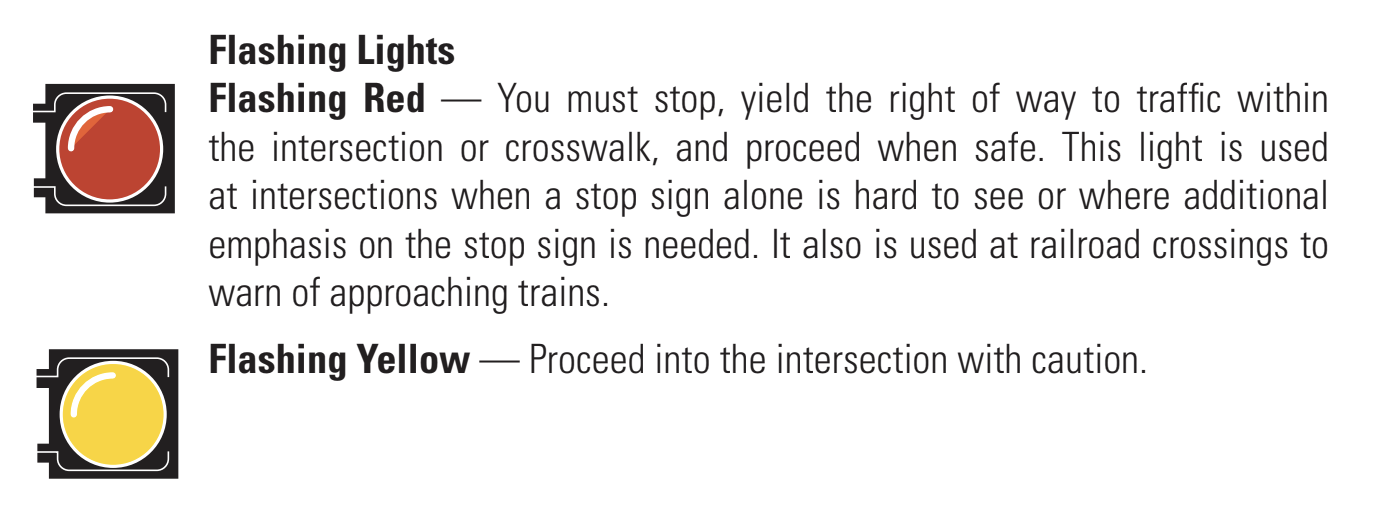 Flashing Lights
Flashing Red — You must stop, yield the right of way to traffic within
the intersection or crosswalk, and proceed when safe. This light is used
at intersections when a stop sign alone is hard to see or where additional
emphasis on the stop sign is needed. It also is used at railroad crossings to
warn of approaching trains.
Flashing Yellow — Proceed into the intersection with caution.